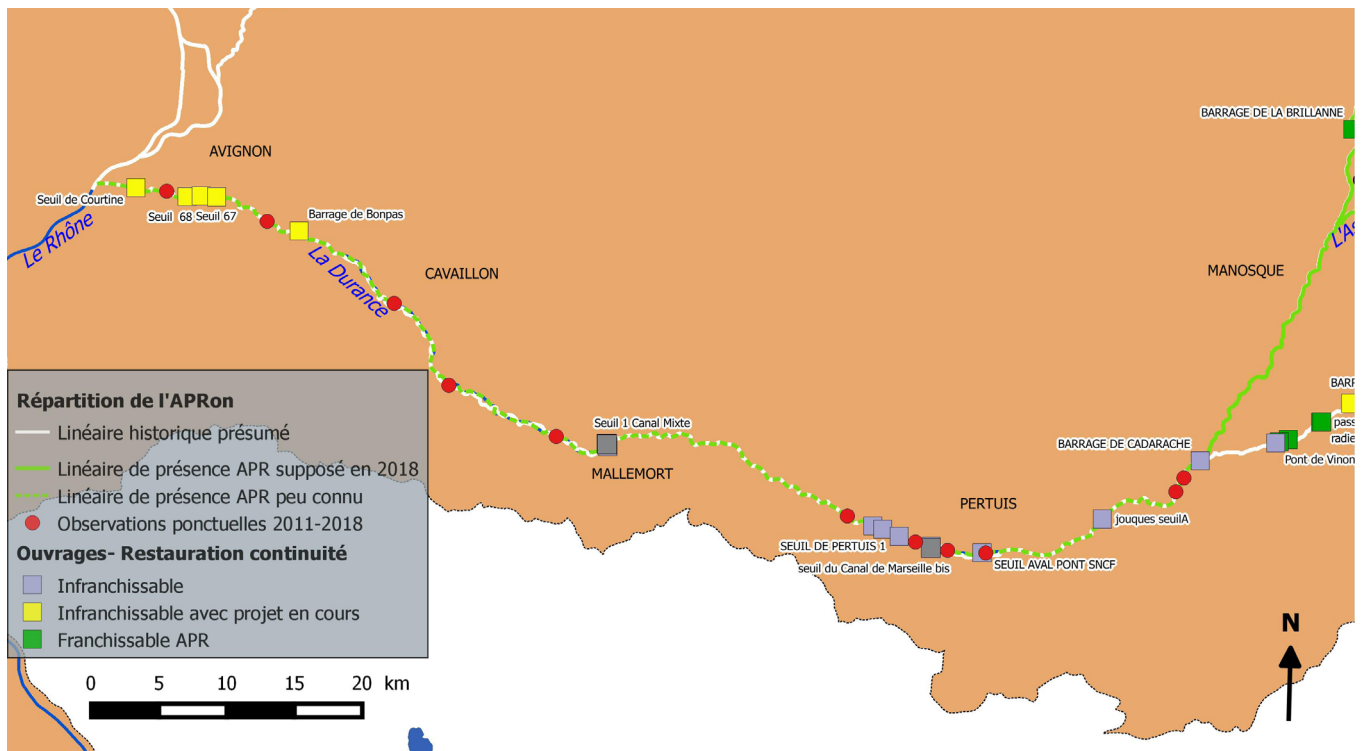 BARRAGE DE LA BRILLANNE
AVIGNON
Seuil de Courtine
Seuil 68
Seuil 67
Barrage de Bonpas
Le Rhône
La Durance
L'As
CAVAILLON
MANOSQUE
Répartition de l'APRon
Linéaire historique présumé
Linéaire de présence APR supposé en 2018
Linéaire de présence APR peu connu
Observations ponctuelles 2011-2018
Ouvrages- Restauration continuité
Infranchissable
Infranchissable avec projet en cours
Franchissable APR
Seuil 1 Canal Mixte
MALLEMORT
BARR
pass
radie
BARRAGE DE CADARACHE
Pont de Vinon
PERTUIS
jouques seuilA
SEUIL DE PERTUIS 1
seuil du Canal de Marseille bis
SEUIL AVAL PONT SNCF
N
0 5 10 15 20 km